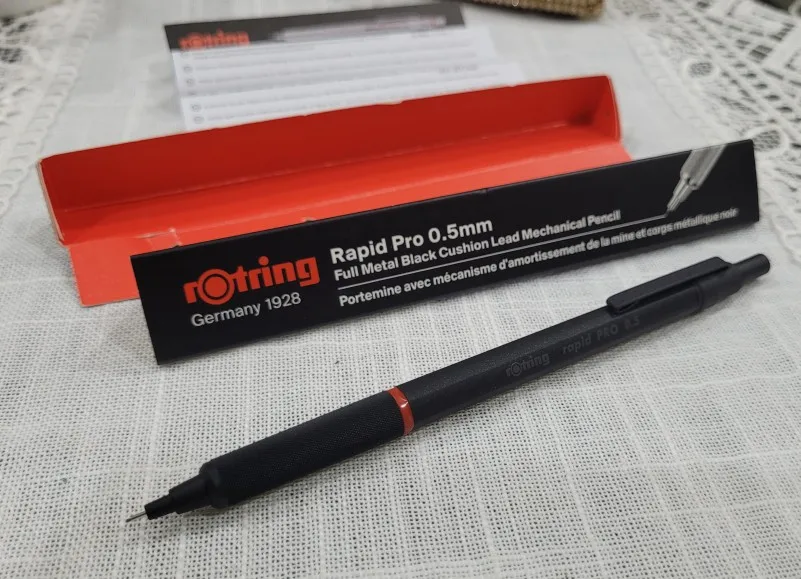 rotring
rotring
Germany 1928
Rapid Pro 0.5mm
Full Metal Black Cushion Lead Mechanical Pencil
Portemine avec mécanisme d'amortissement de la mine et corps métallique noir
rotring rapid PRO 0.5